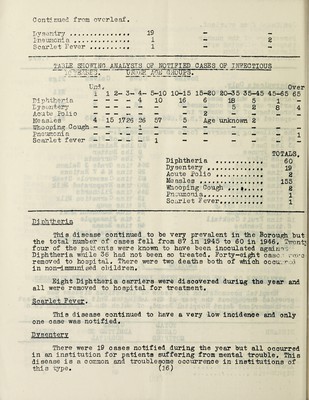 Continued from overleaf.
Dysentry ............... 19 - -
Pneumonia .............. 1 - 2
Scarlet Fever .......... 1 - -
TABLE SHOWING ANALYSIS OF NOTIFIED CASES OF INFECTIOUS
DISEASES. UNDER AGE GROUPS.
Und. Over
1 1 2- 3- 4- 5-10 10-15 15-20 20-35 35-45 45-65 65
Diphtheria - - - - 4 10 16 6 18 5 1 -
Dysentery - - - - - - - - 5 2 8 4
Acute Polio - - - - - - - 2 - - - -
Measles 4 15 17 26 26 57 5 Age unknown 2
Whooping Cough - - - - 1 - - - - - -
Pneumonia - - - - - - - - - - - 1
Scarlet fever - - - - - 1 - - - - -
TOTALS.
Diphtheria ............ 60
Dysentery ............. 19
Acute Polio ........... 2
Measles ............... 155
Whooping Cough ........ 2
Pneumonia ............. 1
Scarlet Fever.......... 1
Diphtheria
This disease continued to be very prevalent in the Borough but
the total number of cases fell from 87 in 1945 to 60 in 1946. Twenty
four of the patients were known to have been inoculated against
Diphtheria while 36 had not been so treated. Forty-eight cases were
removed to hospital. There were two deaths both of which occurred
in non-immunised children.
Eight Diphtheria carriers were discovered during the year and
all were removed to hospital for treatment.
Scarlet Fever.
This disease continued to have a very low incidence and only
one case was notified.
Dysentery
There were 19 cases notified during the year but all occurred
in an institution for patients suffering from mental trouble. This
disease is a common and troublesome occurrence in institutions of
this type. (16)